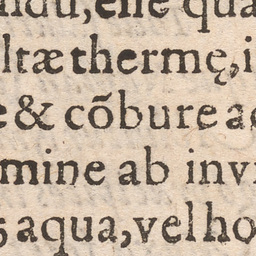 ndu, esse qua
ltæ thermę, i
e & cõbure a
mine ab inv
aqua, vel ho